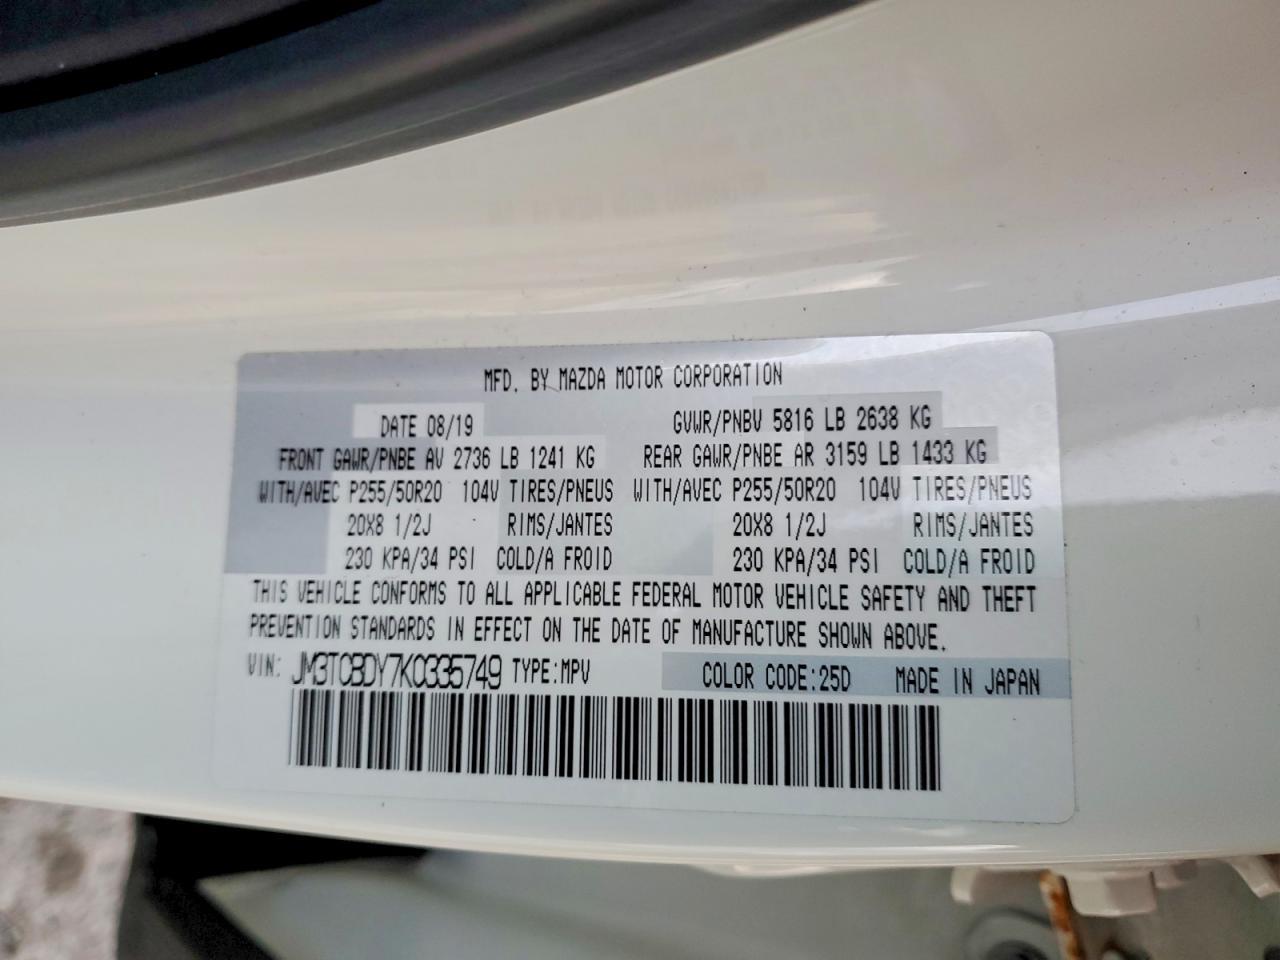 MFD. BY MAZDA MOTOR CORPORATION
DATE 08/19 GVWR/PNBV 5816 LB 2638 KG
FRONT GAWR/PNBE AV 2736 LB 1241 KG REAR GAWR/PNBE AR 3159 LB 1433 KG
WITH/AVEC P255/50R20 104V TIRES/PNEUS WITH/AVEC P255/50R20 104V TIRES/PNEUS
20X8 1/2J RIMS/JANTES 20X8 1/2J RIMS/JANTES
230 KPA/34 PSI COLD/A FROID 230 KPA/34 PSI COLD/A FROID
THIS VEHICLE CONFORMS TO ALL APPLICABLE FEDERAL MOTOR VEHICLE SAFETY AND THEFT
PREVENTION STANDARDS IN EFFECT ON THE DATE OF MANUFACTURE SHOWN ABOVE.
VIN: JM3TCBDY7K0335749 TYPE:MPV COLOR CODE:25D MADE IN JAPAN